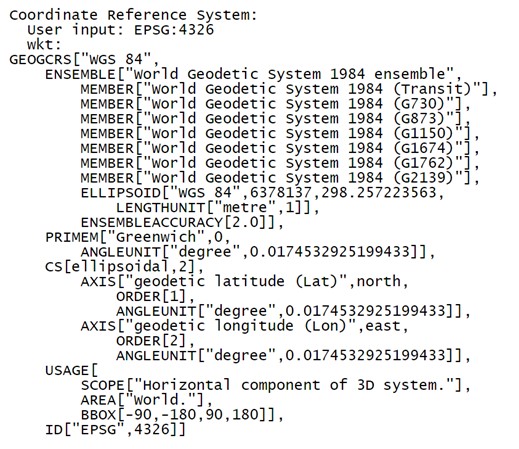 Coordinate Reference System:
  User input: EPSG:4326
  wkt:
GEOGCRS["WGS 84",
    ENSEMBLE["World Geodetic System 1984 ensemble",
        MEMBER["World Geodetic System 1984 (Transit)"],
        MEMBER["World Geodetic System 1984 (G730)"],
        MEMBER["World Geodetic System 1984 (G873)"],
        MEMBER["World Geodetic System 1984 (G1150)"],
        MEMBER["World Geodetic System 1984 (G1674)"],
        MEMBER["World Geodetic System 1984 (G1762)"],
        MEMBER["World Geodetic System 1984 (G2139)"],
        ELLIPSOID["WGS 84",6378137,298.257223563,
            LENGTHUNIT["metre",1]],
        ENSEMBLEACCURACY[2.0]],
    PRIMEM["Greenwich",0,
        ANGLEUNIT["degree",0.0174532925199433]],
    CS[ellipsoidal,2],
        AXIS["geodetic latitude (Lat)",north,
            ORDER[1],
            ANGLEUNIT["degree",0.0174532925199433]],
        AXIS["geodetic longitude (Lon)",east,
            ORDER[2],
            ANGLEUNIT["degree",0.0174532925199433]],
    USAGE[
        SCOPE["Horizontal component of 3D system."],
        AREA["World."],
        BBOX[-90,-180,90,180]],
    ID["EPSG",4326]]